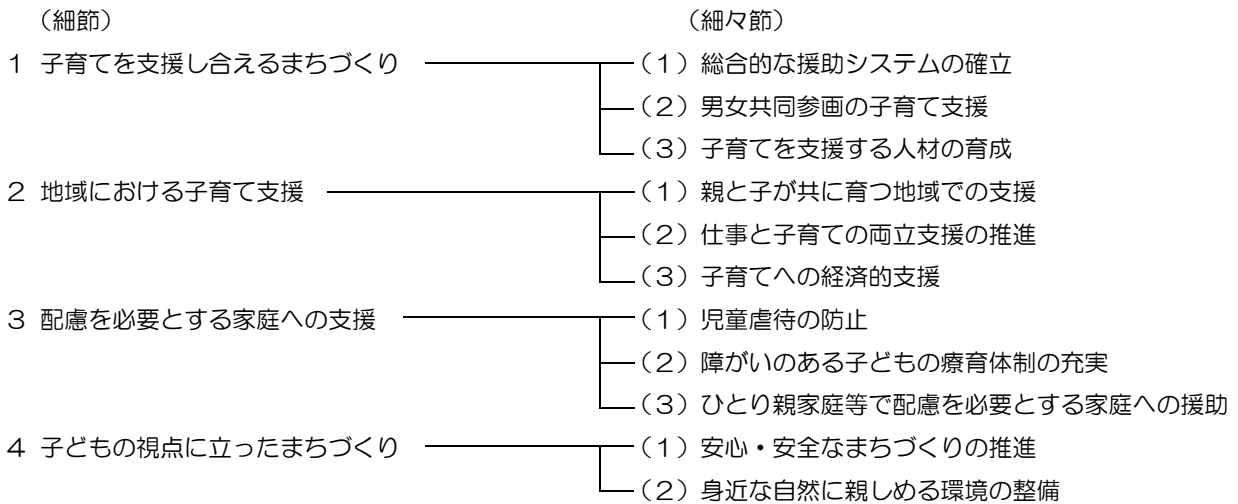 （細節） （細々節）
１ 子育てを支援し合えるまちづくり （１）総合的な援助システムの確立
（２）男女共同参画の子育て支援
（３）子育てを支援する人材の育成
２ 地域における子育て支援 （１）親と子が共に育つ地域での支援
（２）仕事と子育ての両立支援の推進
（３）子育てへの経済的支援
３ 配慮を必要とする家庭への支援 （１）児童虐待の防止
（２）障がいのある子どもの療育体制の充実
（３）ひとり親家庭等で配慮を必要とする家庭への援助
４ 子どもの視点に立ったまちづくり （１）安心・安全なまちづくりの推進
（２）身近な自然に親しめる環境の整備